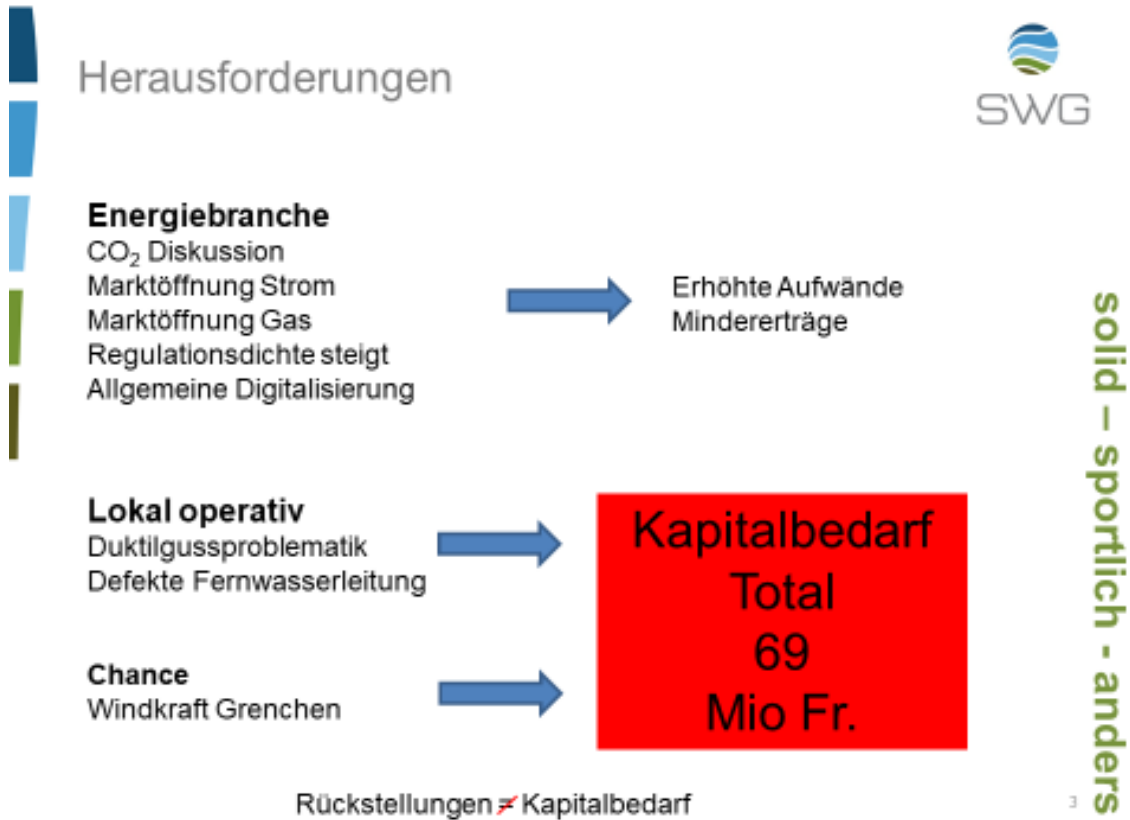 Herausforderungen
SWG
Energiebranche
CO₂ Diskussion
Marktöffnung Strom
Marktöffnung Gas
Regulationsdichte steigt
Allgemeine Digitalisierung
Erhöhte Aufwände
Mindererträge
Lokal operativ
Duktilgussproblematik
Defekte Fernwasserleitung
Chance
Windkraft Grenchen
Kapitalbedarf
Total
69
Mio Fr.
Rückstellungen ≠ Kapitalbedarf
3
solid – sportlich - anders